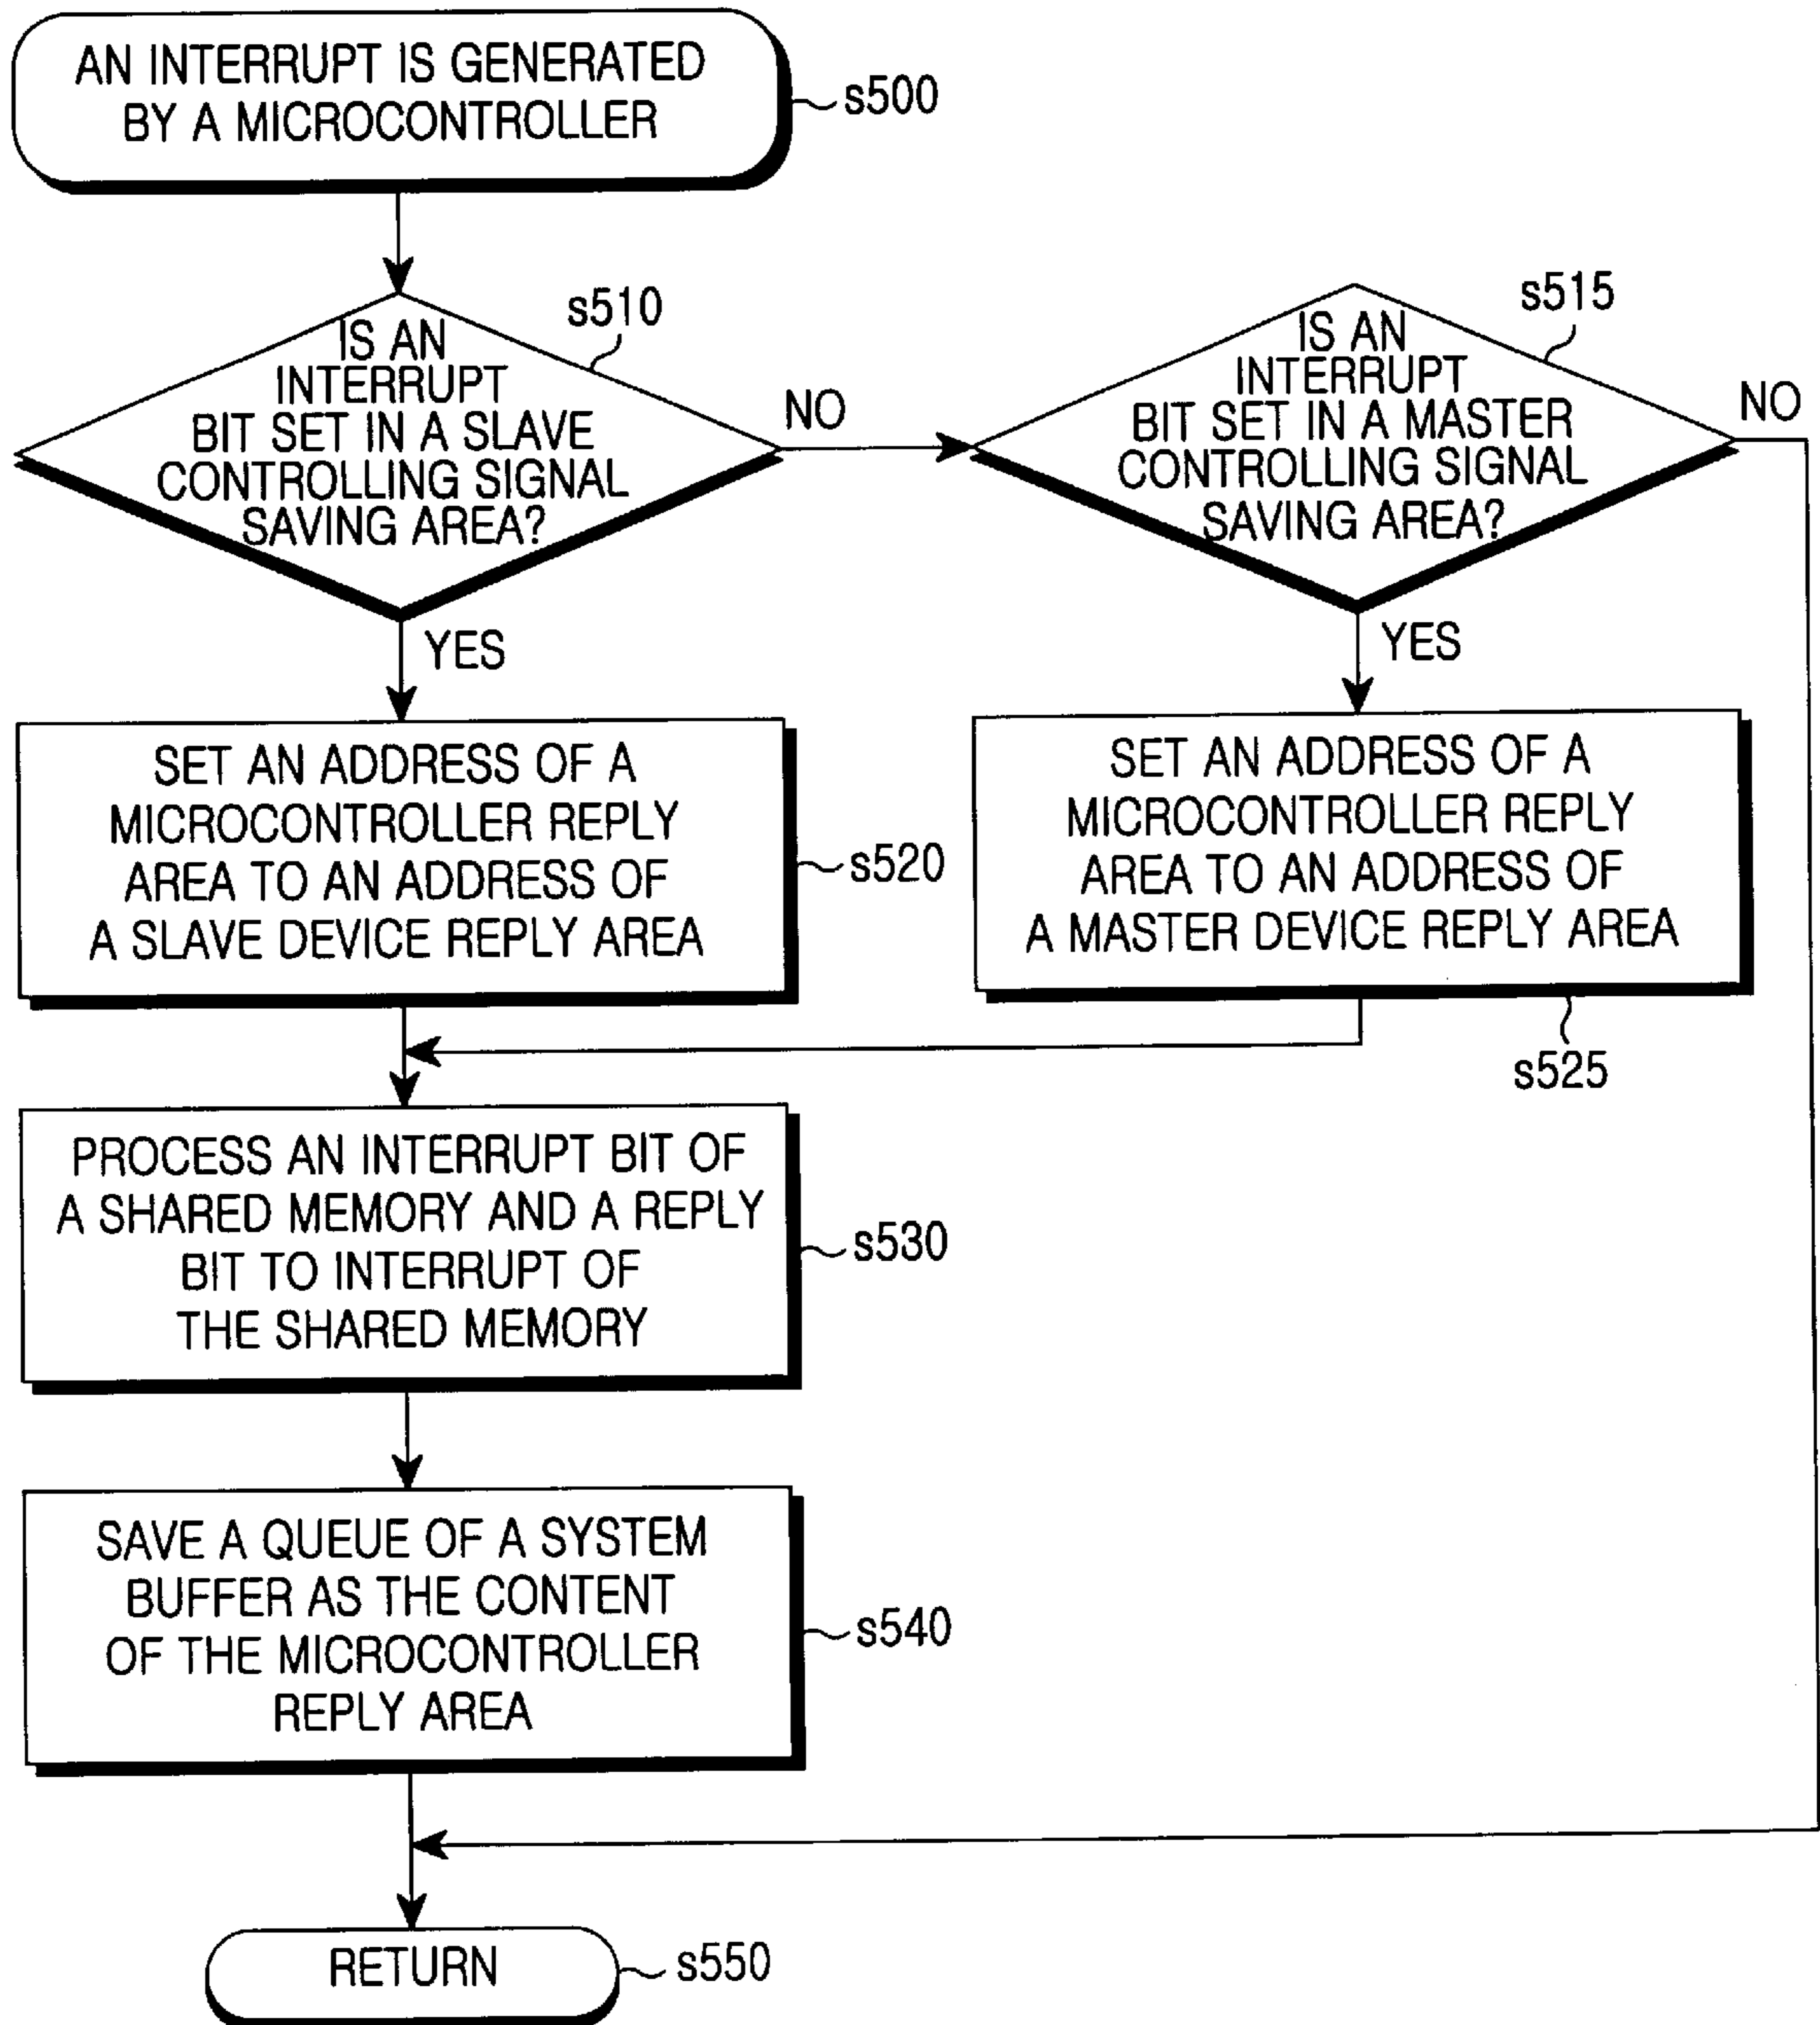 AN INTERRUPT IS GENERATED
BY A MICROCONTROLLER
s500
s510
IS AN
INTERRUPT
BIT SET IN A SLAVE
CONTROLLING SIGNAL
SAVING AREA?
NO
YES
s515
IS AN
INTERRUPT
BIT SET IN A MASTER
CONTROLLING SIGNAL
SAVING AREA?
NO
YES
SET AN ADDRESS OF A
MICROCONTROLLER REPLY
AREA TO AN ADDRESS OF
A SLAVE DEVICE REPLY AREA
s520
SET AN ADDRESS OF A
MICROCONTROLLER REPLY
AREA TO AN ADDRESS OF
A MASTER DEVICE REPLY AREA
s525
PROCESS AN INTERRUPT BIT OF
A SHARED MEMORY AND A REPLY
BIT TO INTERRUPT OF
THE SHARED MEMORY
s530
SAVE A QUEUE OF A SYSTEM
BUFFER AS THE CONTENT
OF THE MICROCONTROLLER
REPLY AREA
s540
RETURN
s550